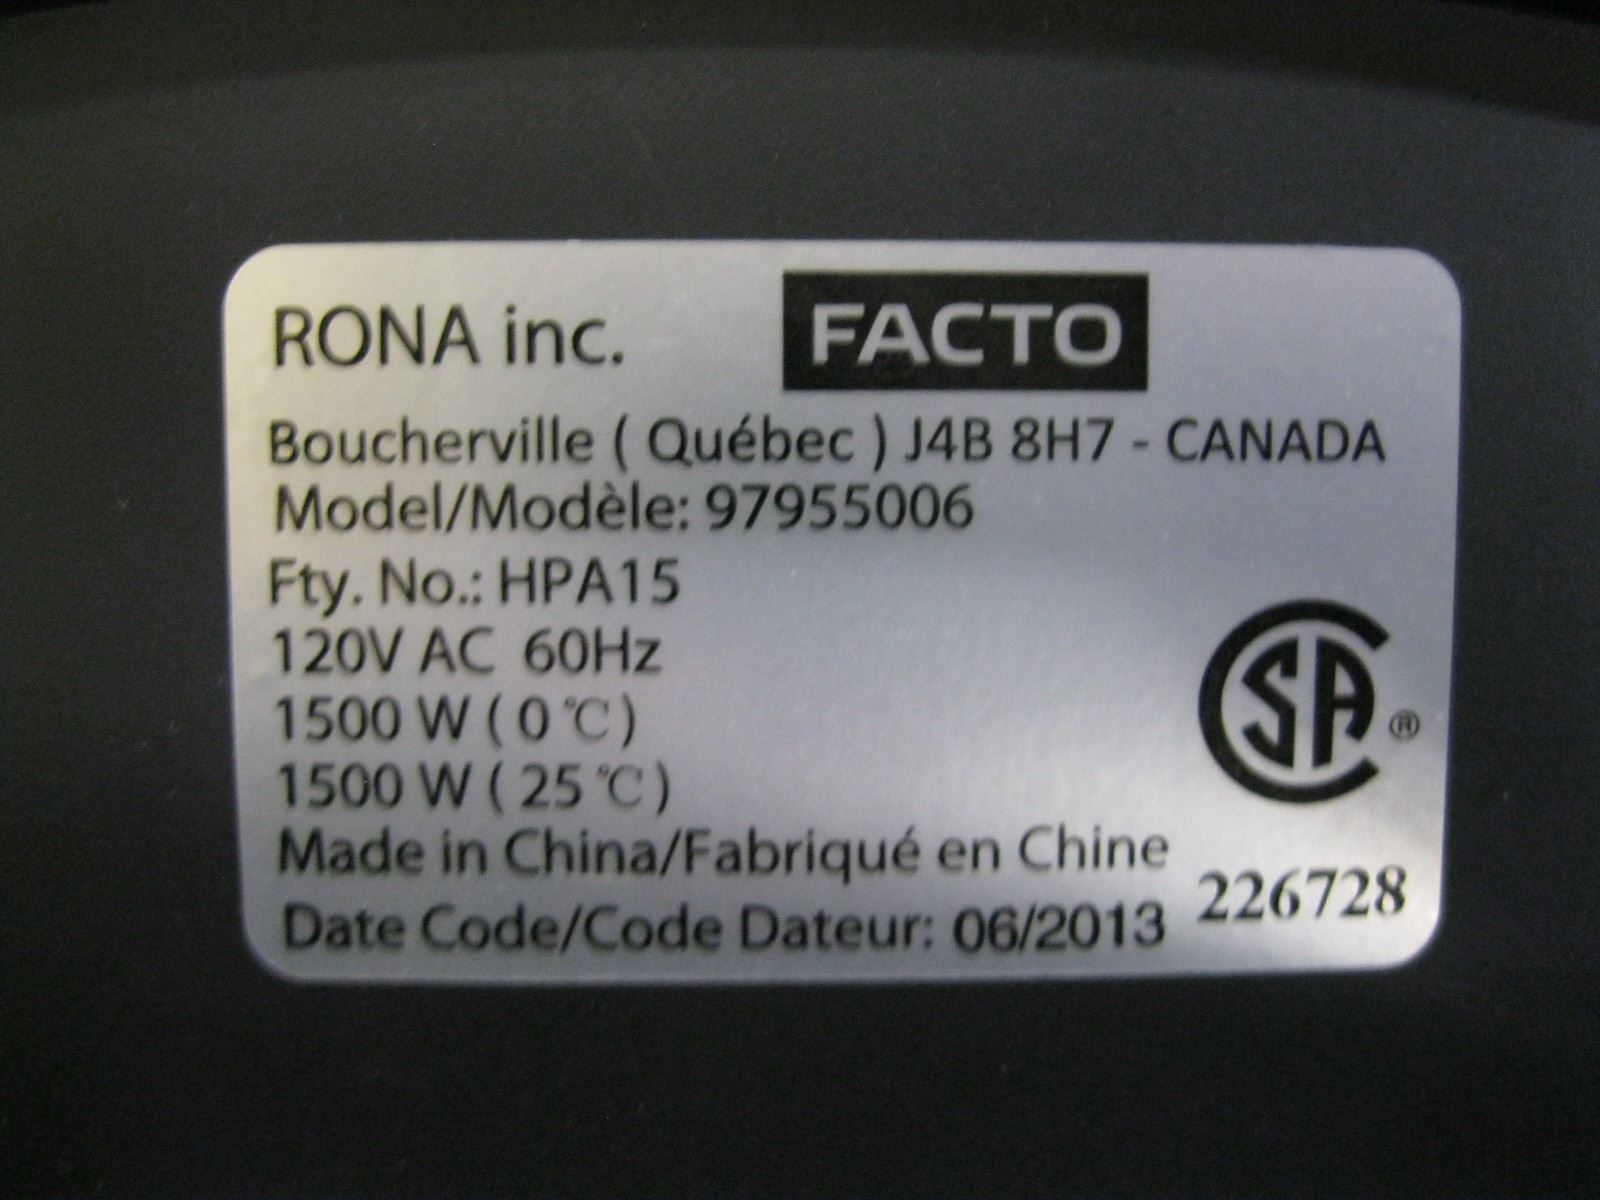 RONA inc. FACTO
Boucherville ( Québec ) J4B 8H7 - CANADA
Model/Modèle: 97955006
Fty. No.: HPA15
120V AC 60Hz
1500 W ( 0 ℃ )
1500 W ( 25 ℃ )
SA ®
Made in China/Fabriqué en Chine
226728
Date Code/Code Dateur: 06/2013